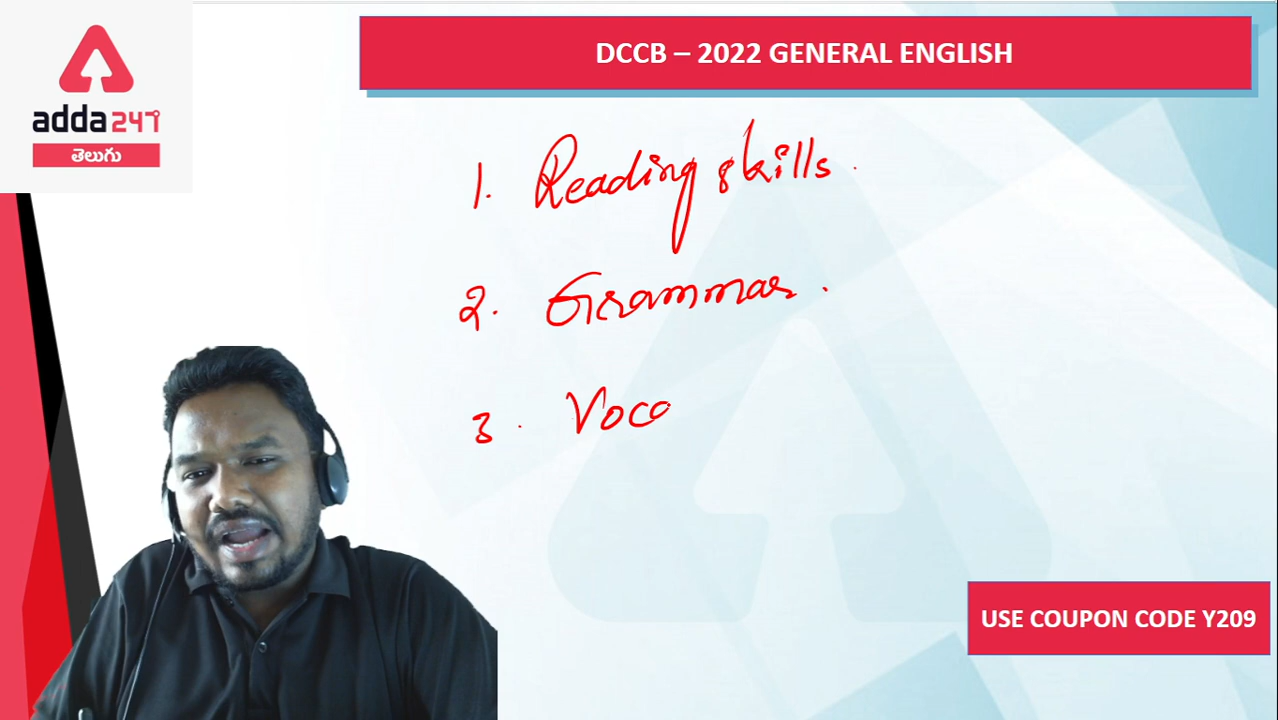 adda247
తెలుగు
DCCB – 2022 GENERAL ENGLISH
1. Reading skills.
2. Grammar.
3. Voca
USE COUPON CODE Y209